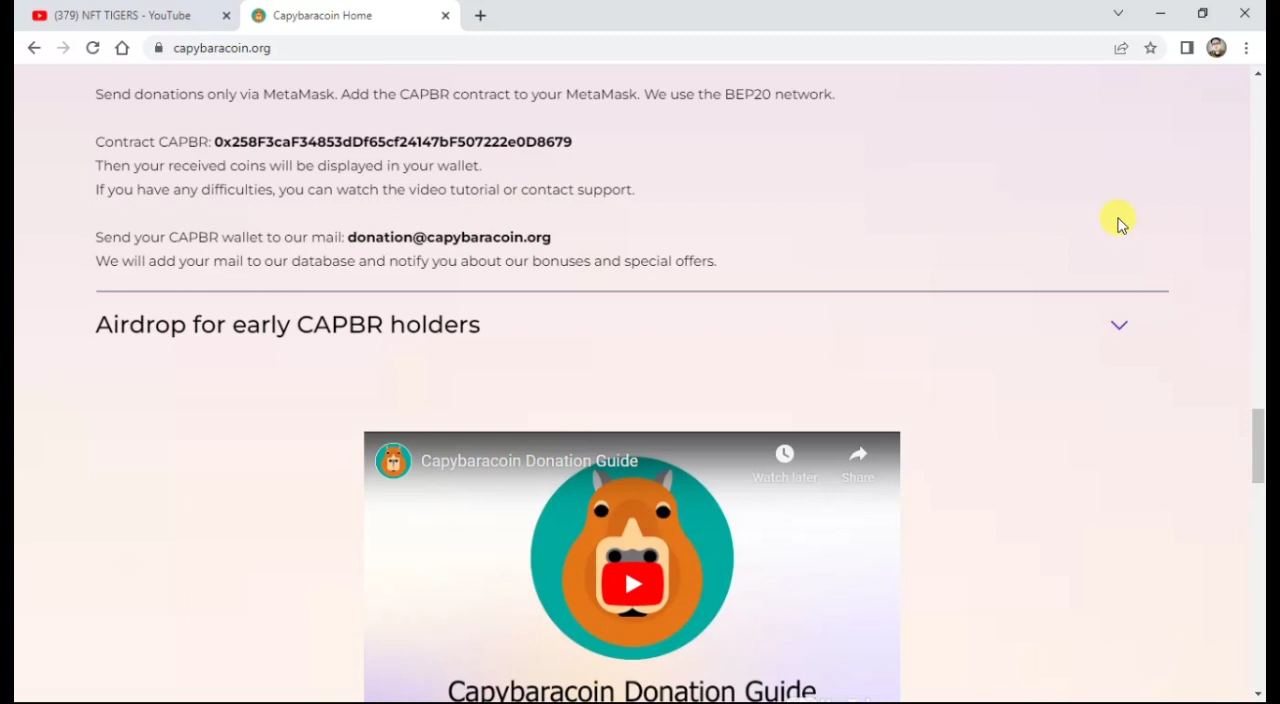 (379) NFT TIGERS - YouTube
Capybaracoin Home
capybaracoin.org
Send donations only via MetaMask. Add the CAPBR contract to your MetaMask. We use the BEP20 network.
Contract CAPBR: 0x258F3caF34853dDf65cf24147bF507222e0D8679
Then your received coins will be displayed in your wallet.
If you have any difficulties, you can watch the video tutorial or contact support.
Send your CAPBR wallet to our mail: donation@capybaracoin.org
We will add your mail to our database and notify you about our bonuses and special offers.
Airdrop for early CAPBR holders
Capybaracoin Donation Guide
Watch later
Share
Capybaracoin Donation Guide